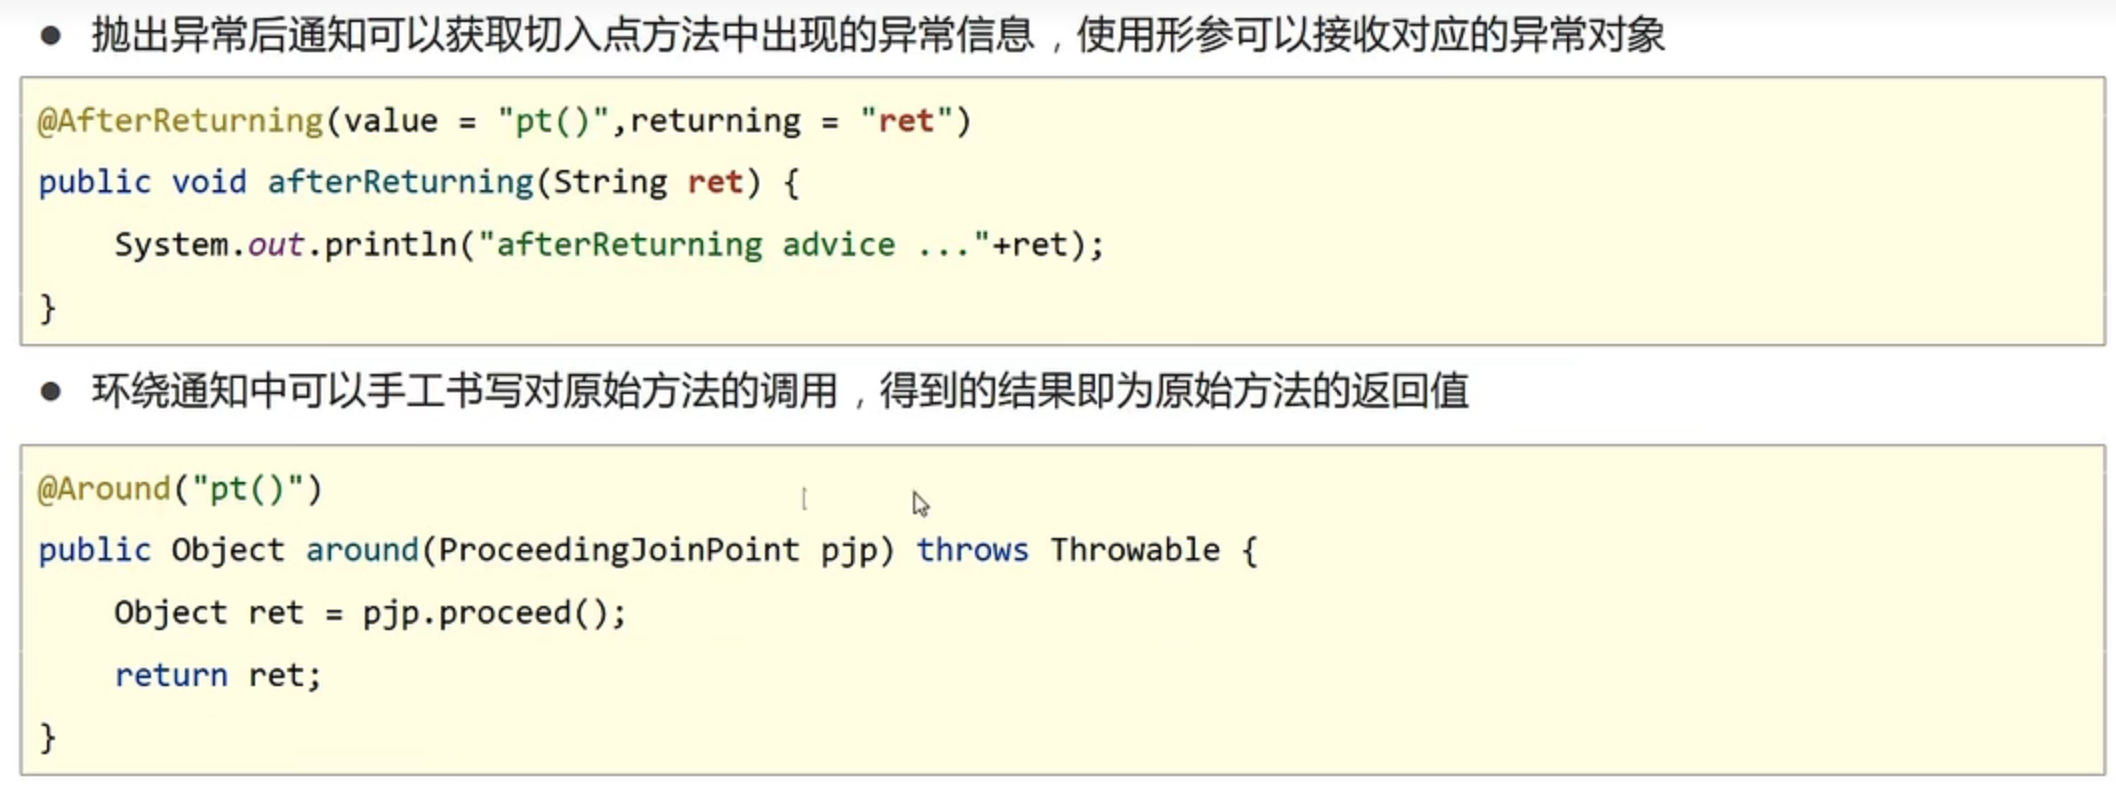 ● 抛出异常后通知可以获取切入点方法中出现的异常信息，使用形参可以接收对应的异常对象
@AfterReturning(value = "pt()",returning = "ret")
public void afterReturning(String ret) {
    System.out.println("afterReturning advice ..."+ret);
}
● 环绕通知中可以手工书写对原始方法的调用，得到的结果即为原始方法的返回值
@Around("pt()")
public Object around(ProceedingJoinPoint pjp) throws Throwable {
    Object ret = pjp.proceed();
    return ret;
}